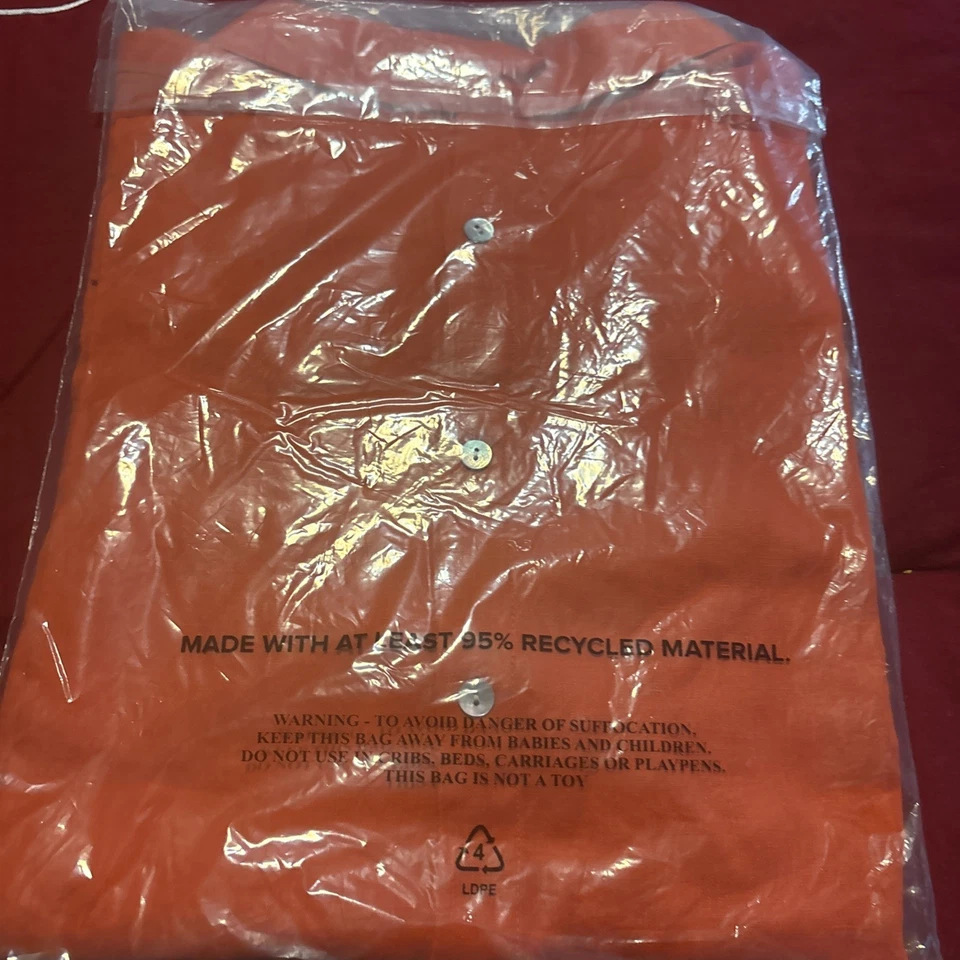 MADE WITH AT LEAST 95% RECYCLED MATERIAL.
WARNING - TO AVOID DANGER OF SUFFOCATION,
KEEP THIS BAG AWAY FROM BABIES AND CHILDREN.
DO NOT USE IN CRIBS, BEDS, CARRIAGES OR PLAYPENS.
THIS BAG IS NOT A TOY
4
LDPE